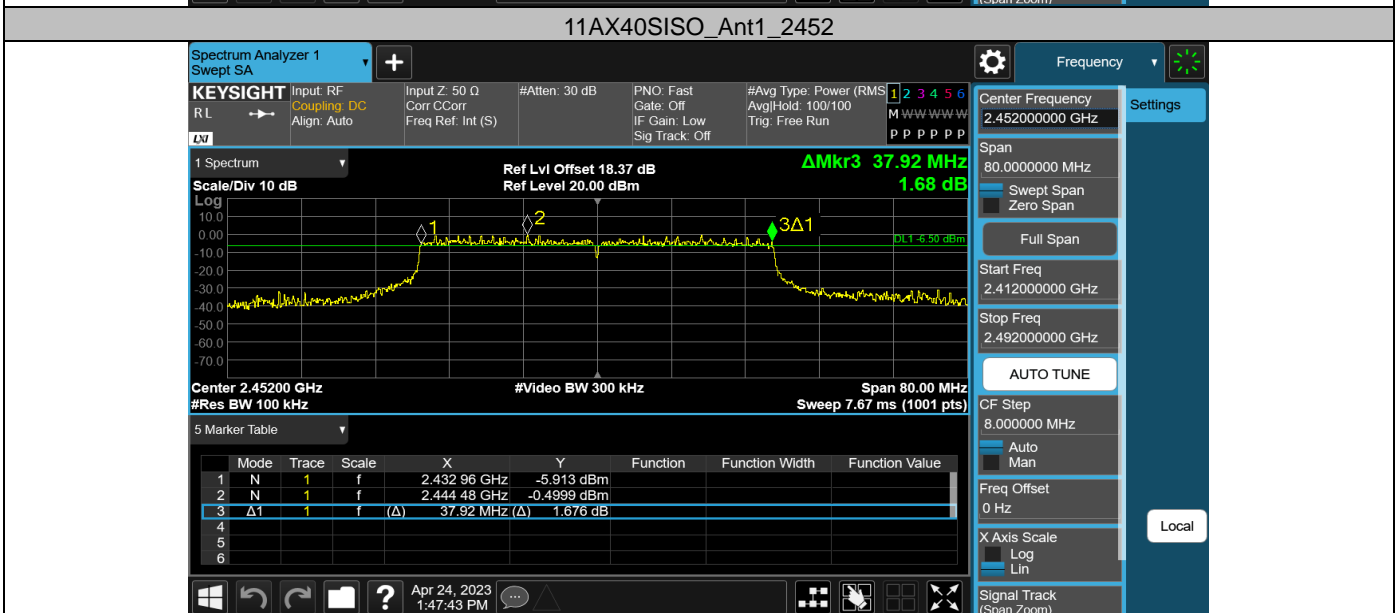 (Span Zoom)
11AX40SISO_Ant1_2452
Spectrum Analyzer 1
Swept SA
+
Frequency
KEYSIGHT
R L
LXI
Input: RF
Coupling: DC
Align: Auto
Input Z: 50 Ω
Corr CCorr
Freq Ref: Int (S)
#Atten: 30 dB
PNO: Fast
Gate: Off
IF Gain: Low
Sig Track: Off
#Avg Type: Power (RMS
Avg|Hold: 100/100
Trig: Free Run
1 2 3 4 5 6
M W W W W W
P P P P P P
1 Spectrum
Scale/Div 10 dB
Ref Lvl Offset 18.37 dB
Ref Level 20.00 dBm
ΔMkr3 37.92 MHz
1.68 dB
Log
10.0
0.00
-10.0
-20.0
-30.0
-40.0
-50.0
-60.0
-70.0
1
2
3Δ1
DL1 -6.50 dBm
Center 2.45200 GHz
#Res BW 100 kHz
#Video BW 300 kHz
Span 80.00 MHz
Sweep 7.67 ms (1001 pts)
5 Marker Table
Mode Trace Scale X Y Function Function Width Function Value
1 N 1 f 2.432 96 GHz -5.913 dBm
2 N 1 f 2.444 48 GHz -0.4999 dBm
3 Δ1 1 f (Δ) 37.92 MHz (Δ) 1.676 dB
4
5
6
?
Apr 24, 2023
1:47:43 PM
Center Frequency
2.452000000 GHz
Settings
Span
80.0000000 MHz
Swept Span
Zero Span
Full Span
Start Freq
2.412000000 GHz
Stop Freq
2.492000000 GHz
AUTO TUNE
CF Step
8.000000 MHz
Auto
Man
Freq Offset
0 Hz
X Axis Scale
Log
Lin
Local
Signal Track
(Span Zoom)